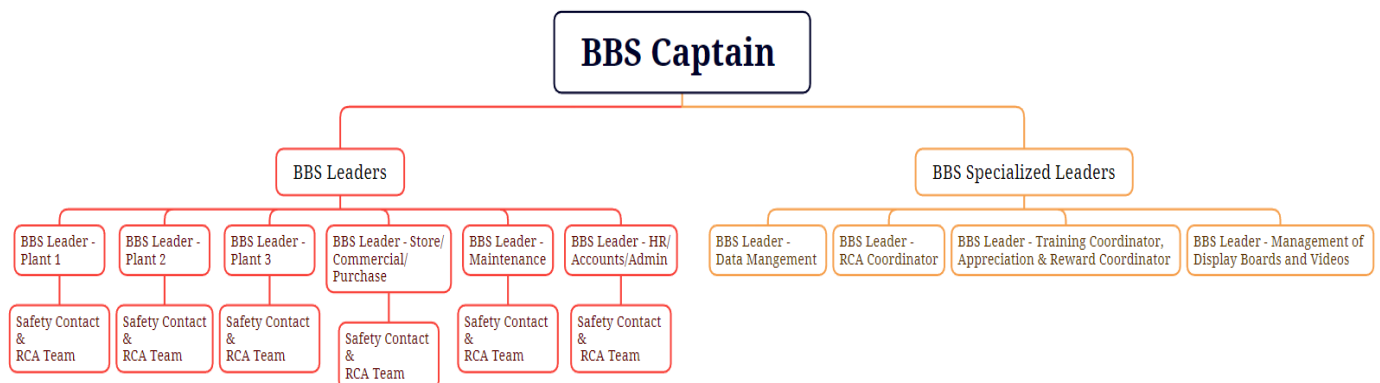 BBS Captain
BBS Leaders
BBS Specialized Leaders
BBS Leader -
Plant 1
BBS Leader -
Plant 2
BBS Leader -
Plant 3
BBS Leader - Store/
Commercial/
Purchase
BBS Leader -
Maintenance
BBS Leader - HR/
Accounts/Admin
BBS Leader -
Data Mangement
BBS Leader -
RCA Coordinator
BBS Leader - Training Coordinator,
Appreciation & Reward Coordinator
BBS Leader - Management of
Display Boards and Videos
Safety Contact
&
RCA Team
Safety Contact
&
RCA Team
Safety Contact
&
RCA Team
Safety Contact
&
RCA Team
Safety Contact
&
RCA Team
Safety Contact
&
RCA Team